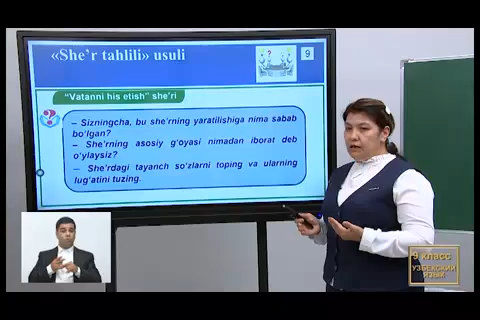 «She’r tahlili» usuli
9
“Vatanni his etish” she’ri
– Sizningcha, bu she’rning yaratilishiga nima sabab
bo‘lgan?
– She’rning asosiy g‘oyasi nimadan iborat deb
o‘ylaysiz?
– She’rdagi tayanch so‘zlarni toping va ularning
lug‘atini tuzing.
9 класс
УЗБЕКСКИЙ
ЯЗЫК